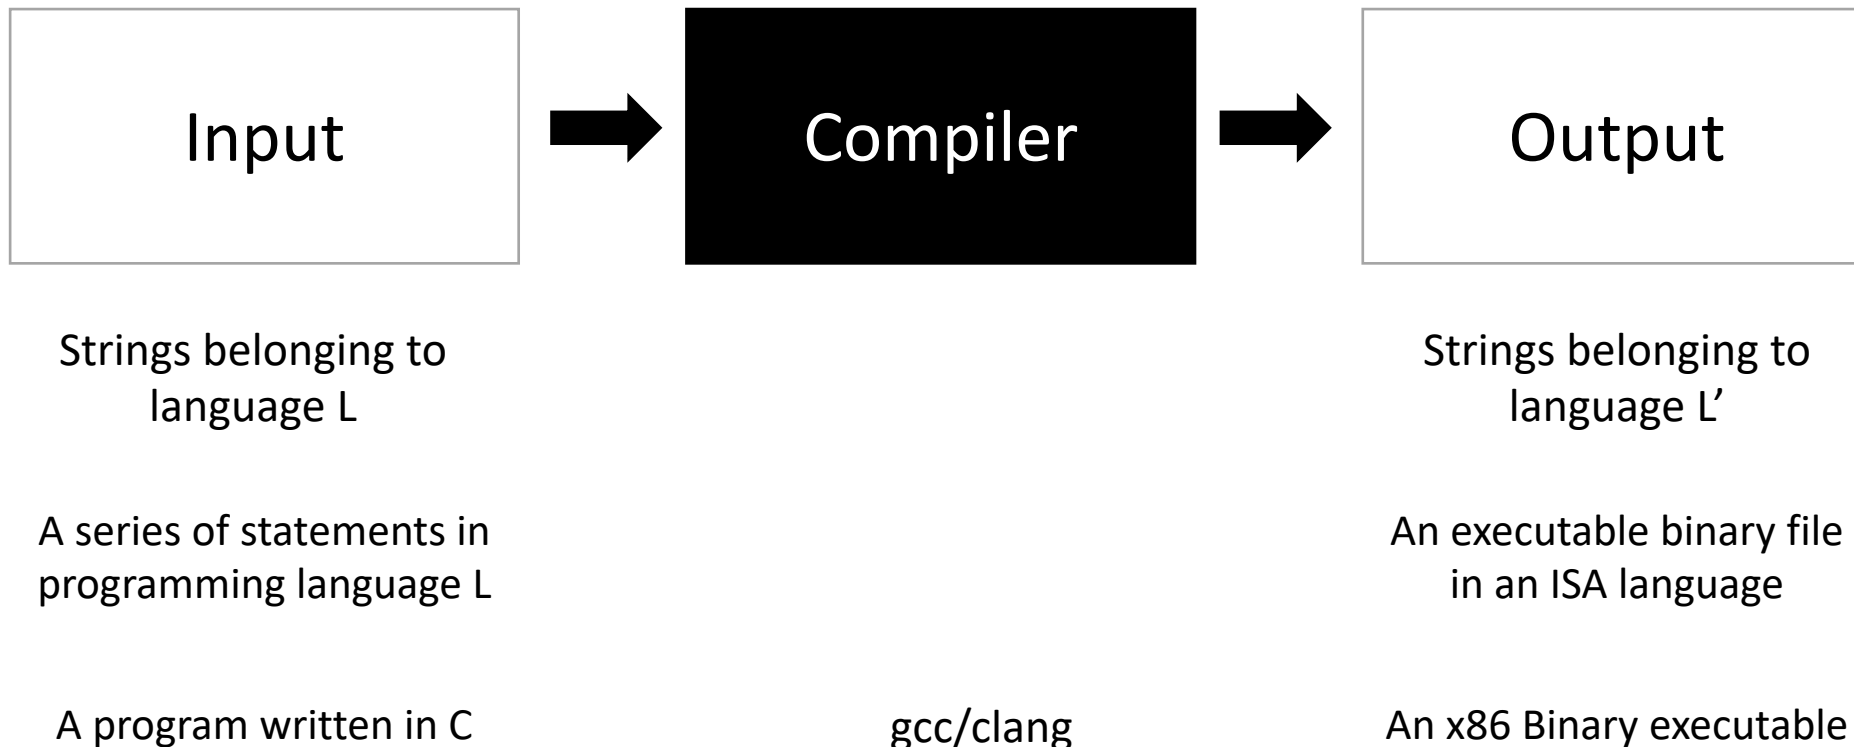 Input
Compiler
Output
Strings belonging to
language L
Strings belonging to
language L’
A series of statements in
programming language L
An executable binary file
in an ISA language
A program written in C
gcc/clang
An x86 Binary executable